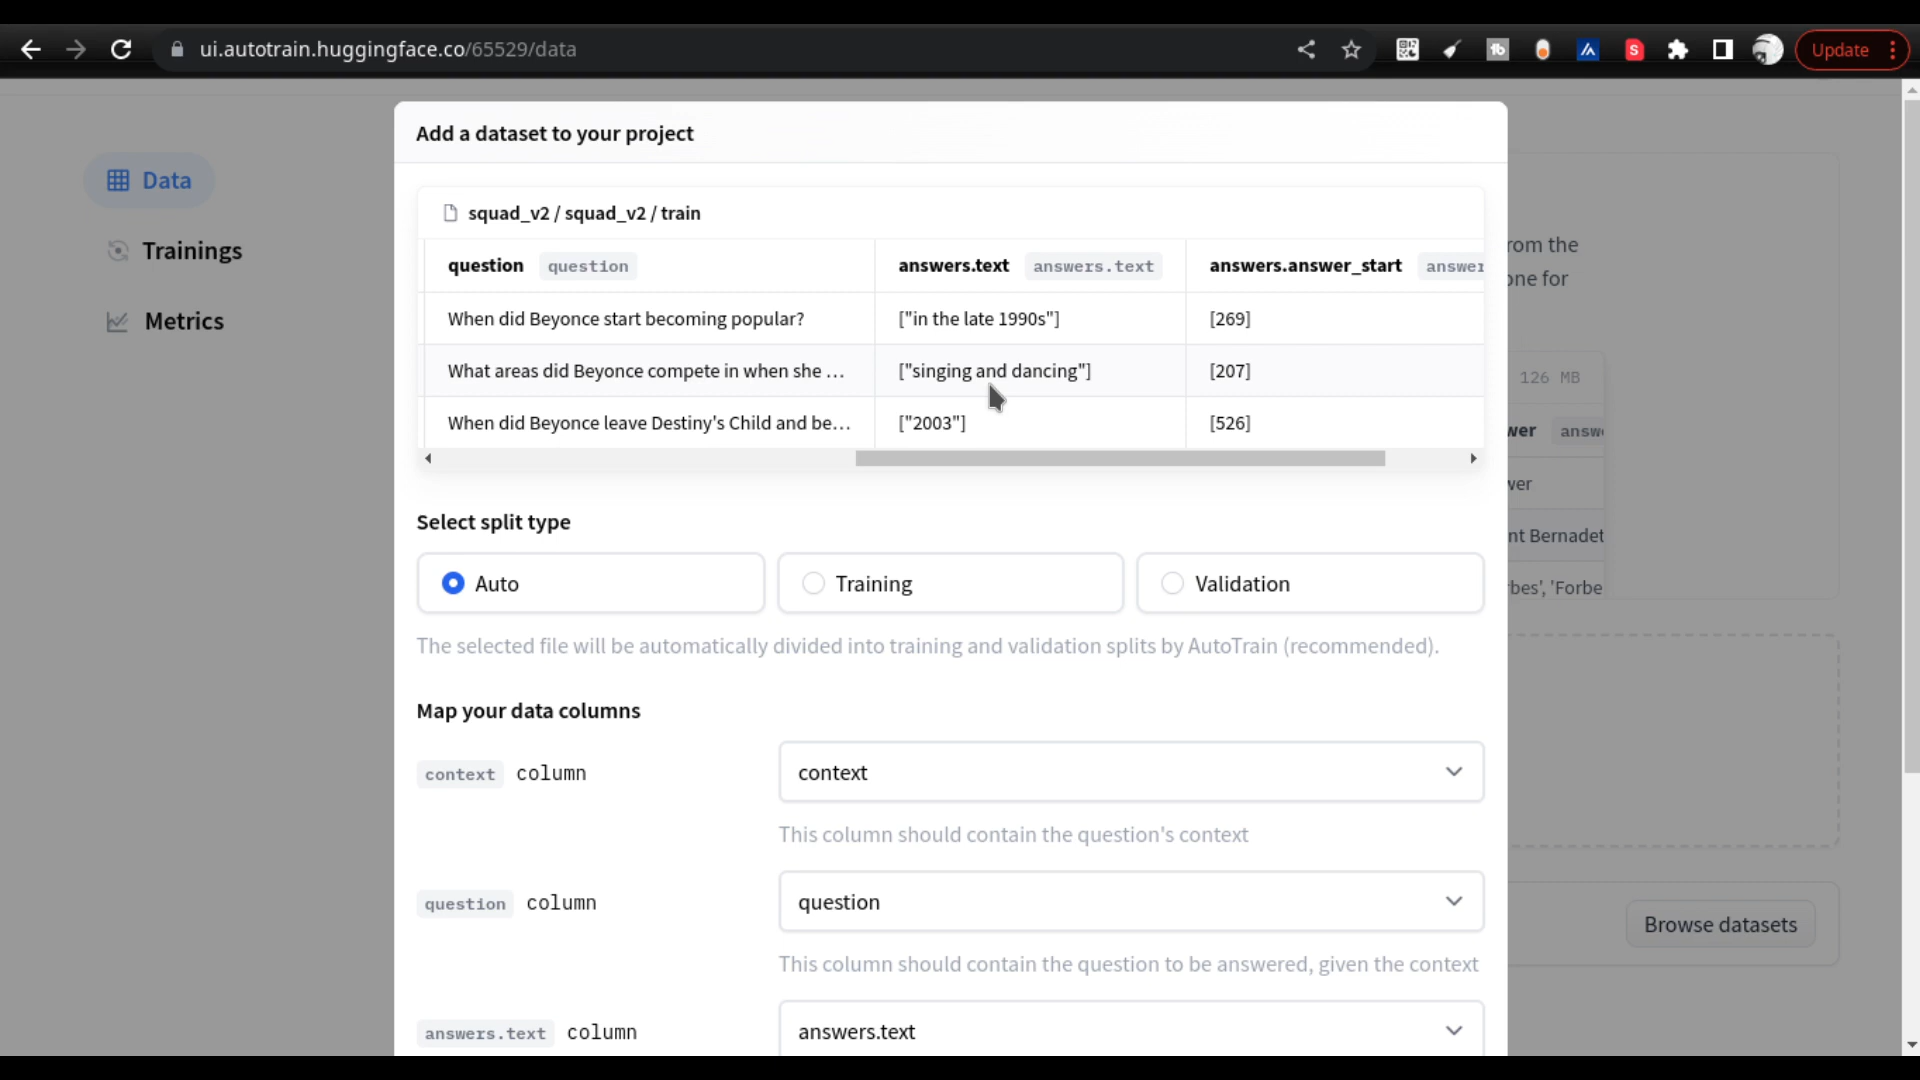 ui.autotrain.huggingface.co/65529/data
Update
Add a dataset to your project
Data
Trainings
Metrics
squad_v2 / squad_v2 / train
question question answers.text answers.text answers.answer_start answer
When did Beyonce start becoming popular? ["in the late 1990s"] [269]
What areas did Beyonce compete in when she ... ["singing and dancing"] [207]
When did Beyonce leave Destiny's Child and be... ["2003"] [526]
rom the
one for
126 MB
wer answ
wer
nt Bernadet
bes', 'Forbe
Select split type
Auto
Training
Validation
The selected file will be automatically divided into training and validation splits by AutoTrain (recommended).
Map your data columns
context column
context
This column should contain the question's context
question column
question
This column should contain the question to be answered, given the context
Browse datasets
answers.text column
answers.text